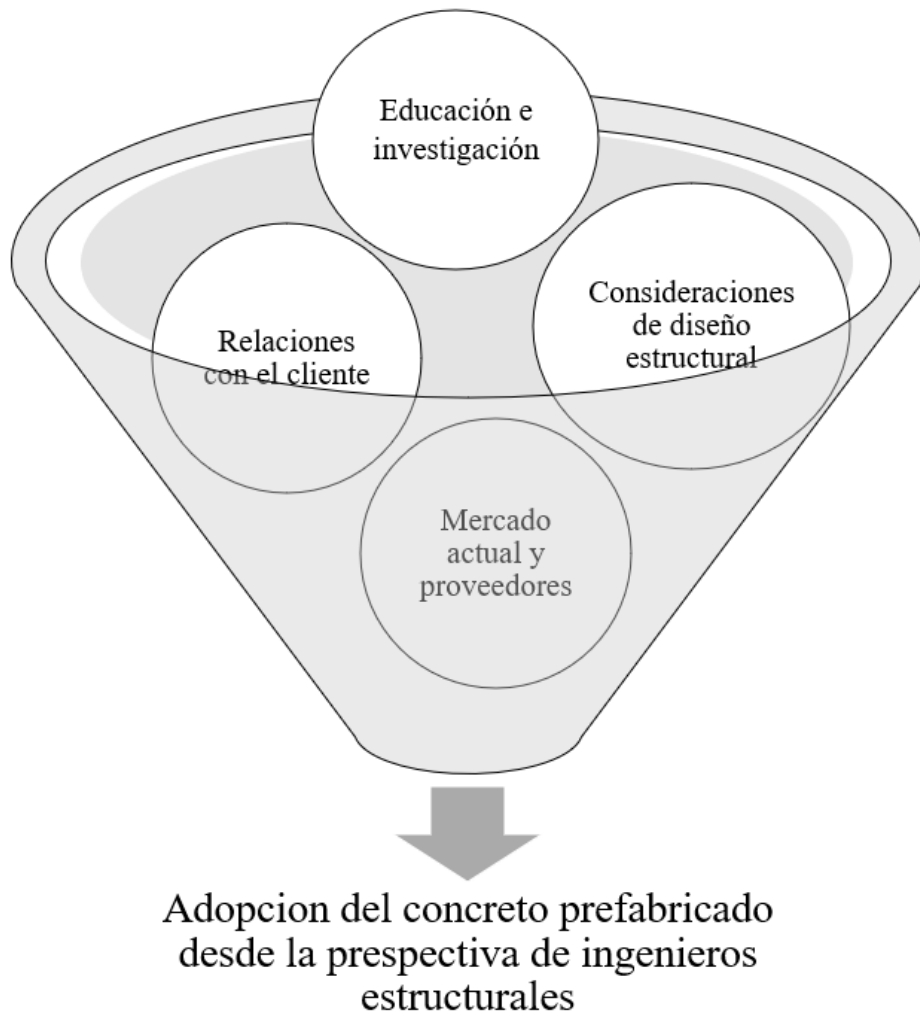 Educación e
investigación
Consideraciones
de diseño
estructural
Relaciones
con el cliente
Mercado
actual y
proveedores
Adopcion del concreto prefabricado
desde la prespectiva de ingenieros
estructurales